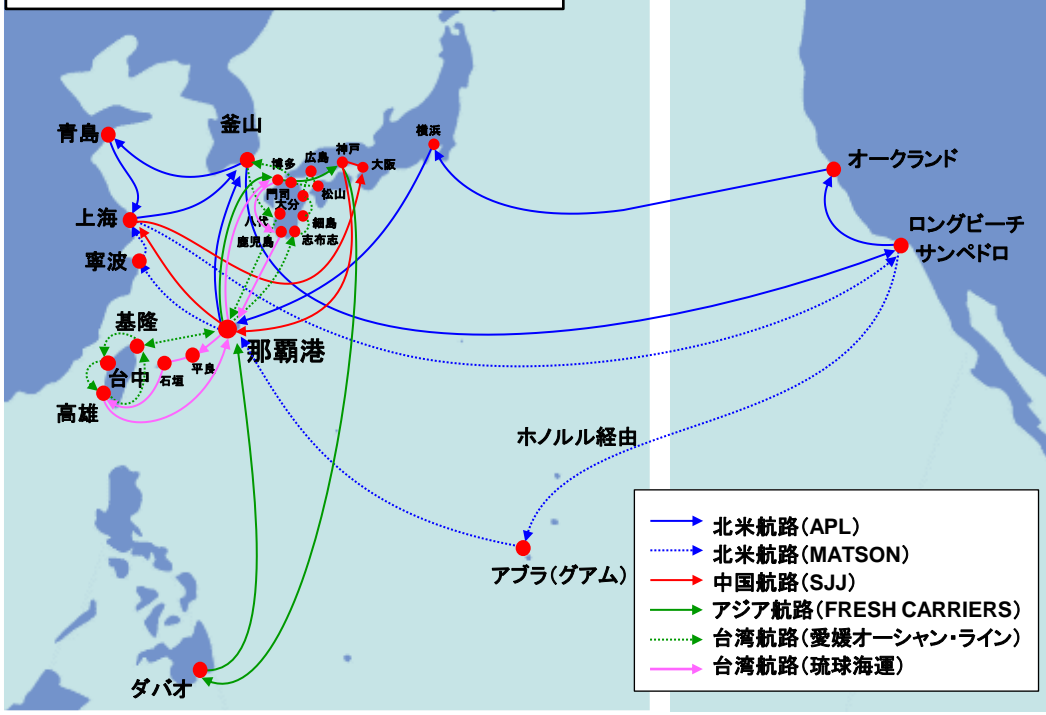 青島
釜山
横浜
広島
神戸
博多
大阪
門司
松山
大分
八代
細島
鹿児島
志布志
上海
寧波
基隆
那覇港
台中
石垣
平良
高雄
オークランド
ロングビーチ
サンペドロ
ホノルル経由
アブラ(グアム)
ダバオ
北米航路(APL)
北米航路(MATSON)
中国航路(SJJ)
アジア航路(FRESH CARRIERS)
台湾航路(愛媛オーシャン・ライン)
台湾航路(琉球海運)